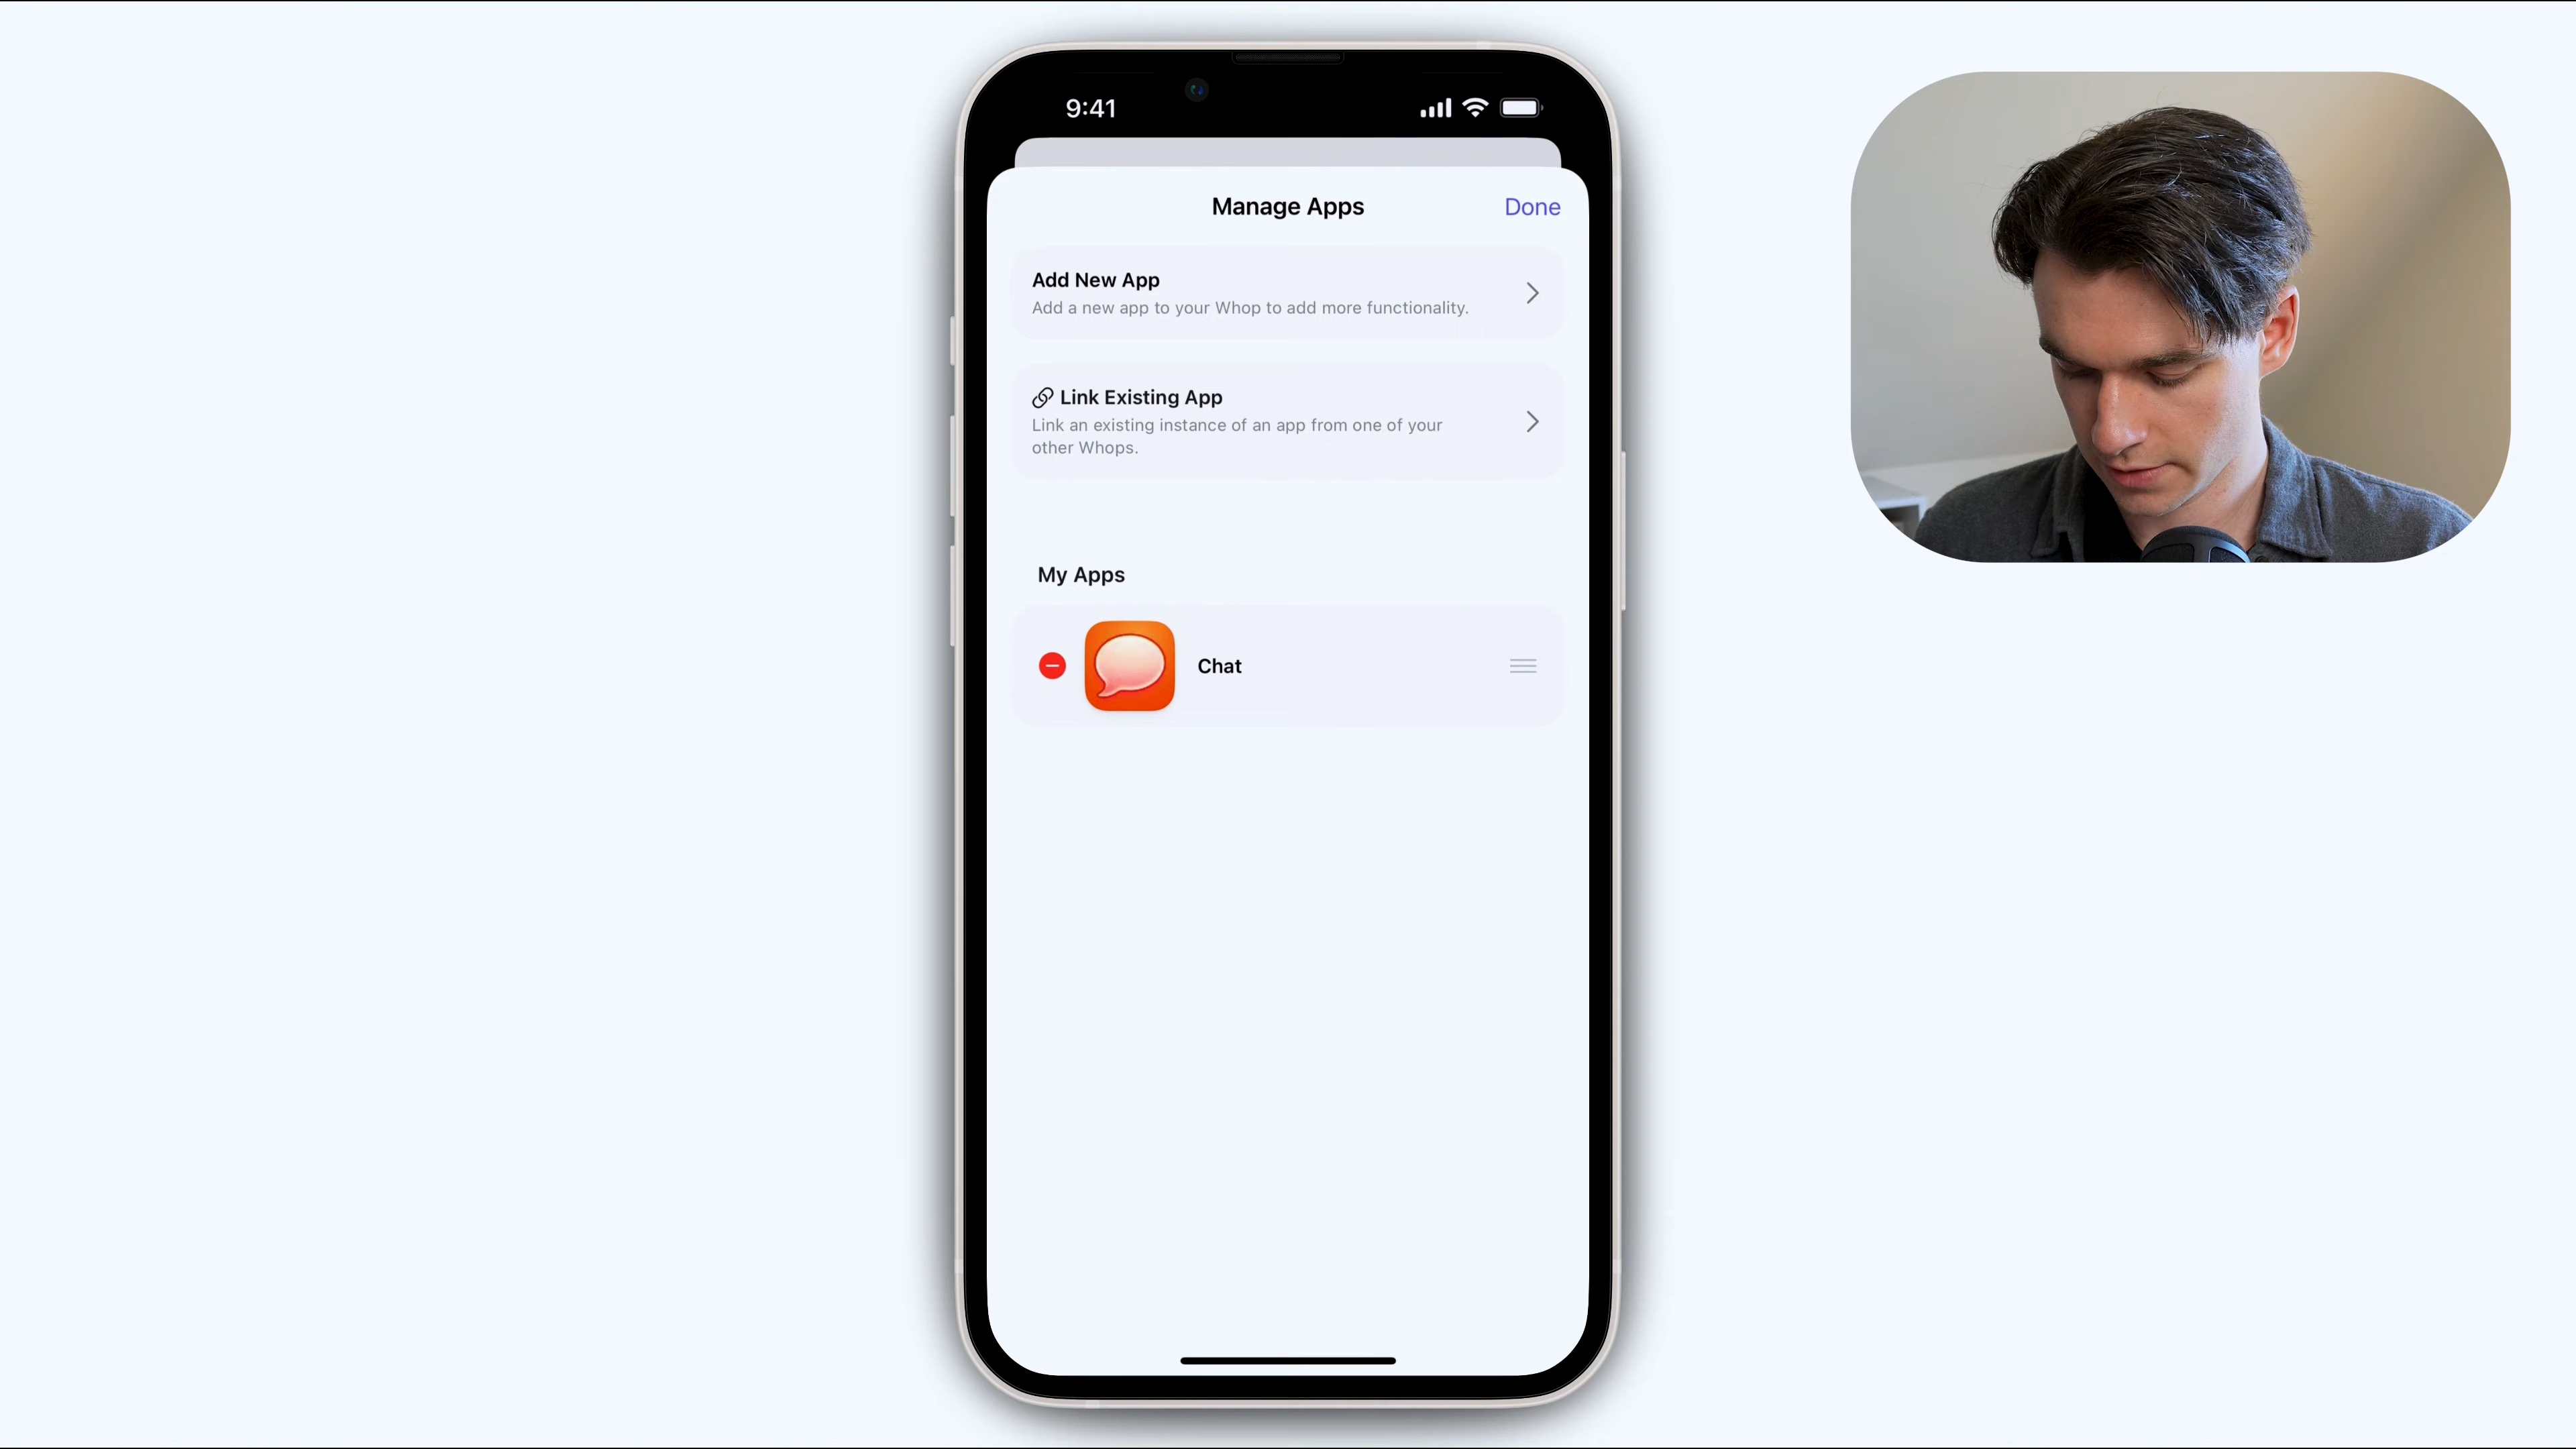 9:41
Manage Apps
Done
Add New App
Add a new app to your Whop to add more functionality.
Link Existing App
Link an existing instance of an app from one of your
other Whops.
My Apps
Chat